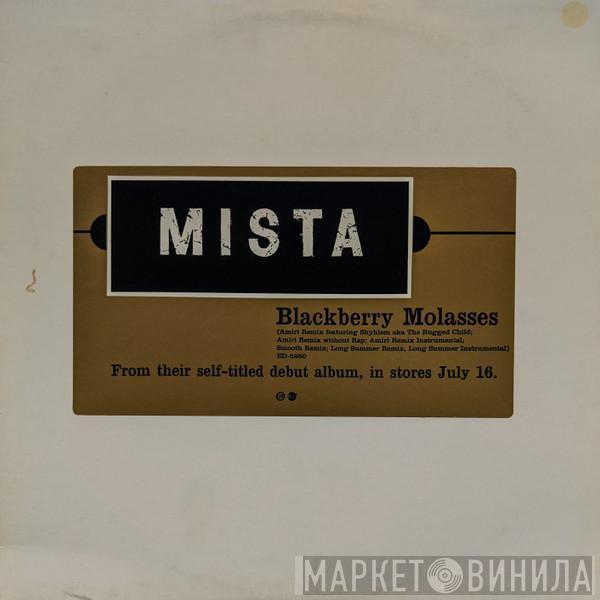 MISTA
Blackberry Molasses
(Amiri Remix featuring Shyhiem aka The Rugged Child;
Amiri Remix without Rap; Amiri Remix Instrumental;
Smooth Remix; Long Summer Remix, Long Summer Instrumental)
ED-5860
From their self-titled debut album, in stores July 16.
МАРКЕТ ВИНИЛА